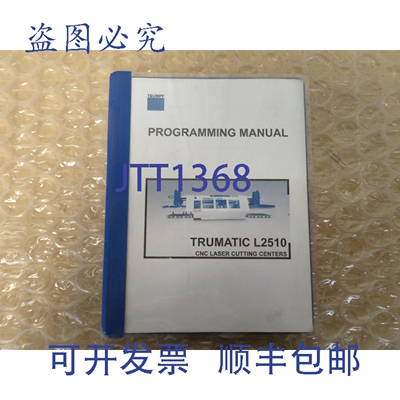 盗图必究
TRUMPF
PROGRAMMING MANUAL
JTT1368
TRUMATIC L2510
CNC LASER CUTTING CENTERS
可开发票 顺丰包邮